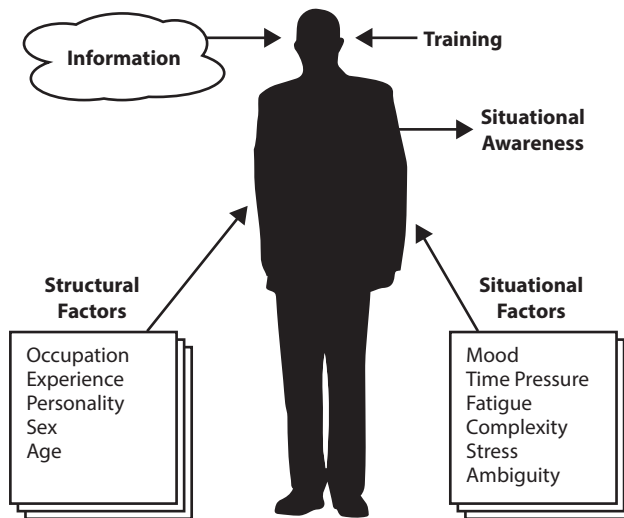 Information
Training
Situational
Awareness
Structural
Factors
Occupation
Experience
Personality
Sex
Age
Situational
Factors
Mood
Time Pressure
Fatigue
Complexity
Stress
Ambiguity